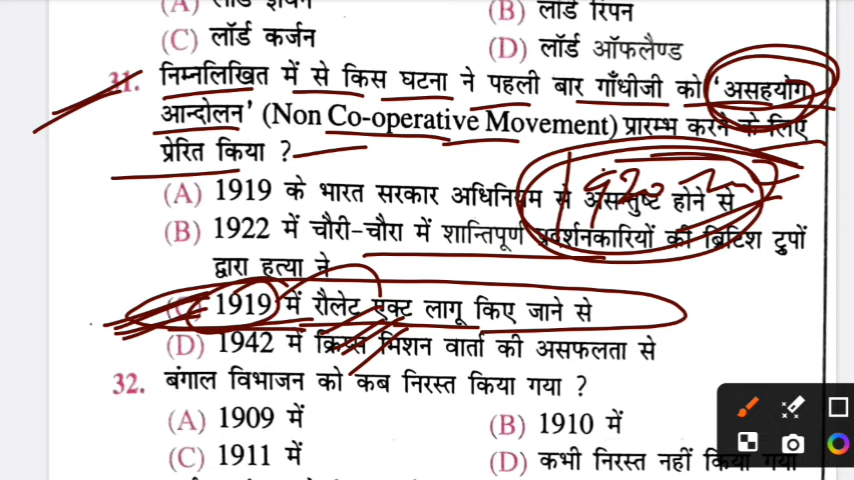 (A) लॉर्ड इर्विन (B) लॉर्ड रिपन
(C) लॉर्ड कर्जन (D) लॉर्ड ऑफलैण्ड
31. निम्नलिखित में से किस घटना ने पहली बार गाँधीजी को 'असहयोग
आन्दोलन' (Non Co-operative Movement) प्रारम्भ करने के लिए
प्रेरित किया ?
(A) 1919 के भारत सरकार अधिनियम से असन्तुष्ट होने से
1920 में
(B) 1922 में चौरी-चौरा में शान्तिपूर्ण प्रदर्शनकारियों की ब्रिटिश ट्रुपों
द्वारा हत्या ने
(C) 1919 में रौलेट एक्ट लागू किए जाने से
(D) 1942 में क्रिप्स मिशन वार्ता की असफलता से
32. बंगाल विभाजन को कब निरस्त किया गया ?
(A) 1909 में (B) 1910 में
(C) 1911 में (D) कभी निरस्त नहीं किया गया